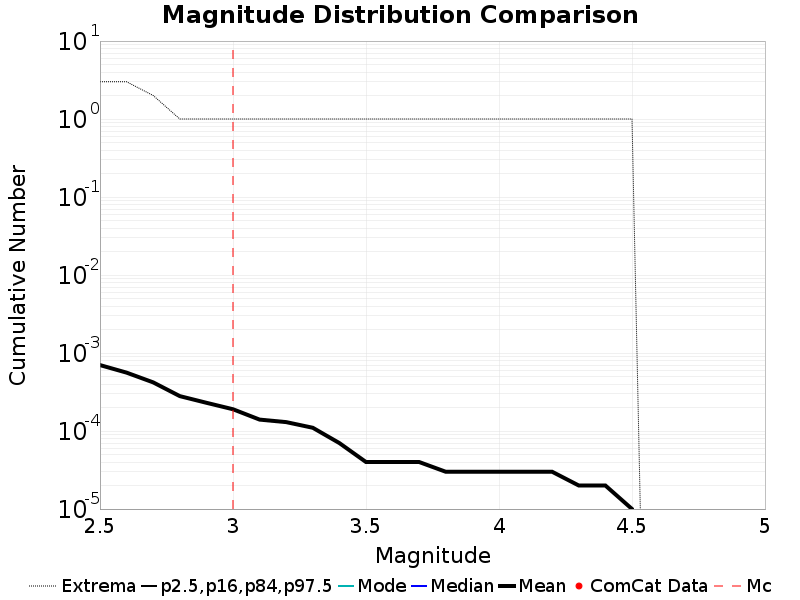 Magnitude Distribution Comparison
10^1
10^0
10^-1
10^-2
10^-3
10^-4
10^-5
Cumulative Number
2.5 3 3.5 4 4.5 5
Magnitude
Extrema p2.5,p16,p84,p97.5 Mode Median Mean ComCat Data Mc